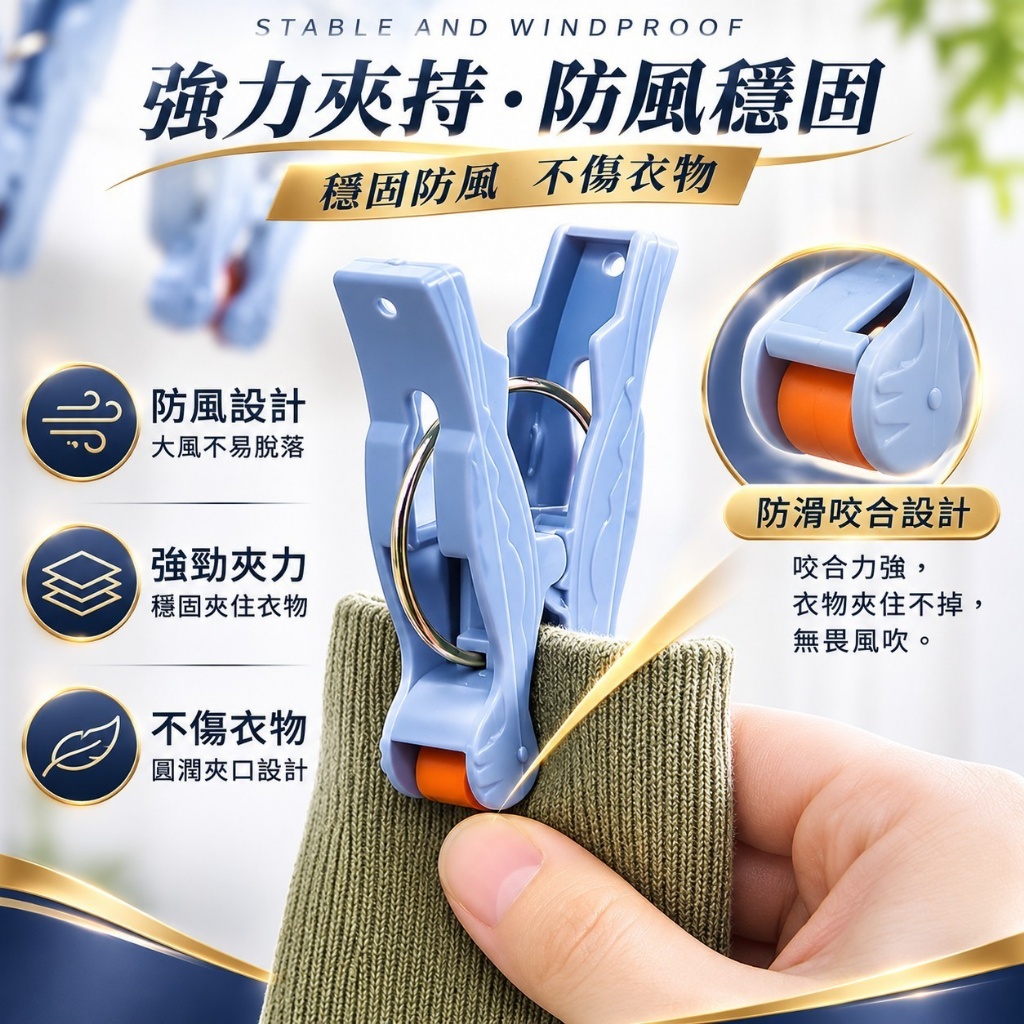 STABLE AND WINDPROOF
強力夾持·防風穩固
穩固防風 不傷衣物
防風設計
大風不易脫落
強勁夾力
穩固夾住衣物
不傷衣物
圓潤夾口設計
防滑咬合設計
咬合力強，
衣物夾住不掉，
無畏風吹。